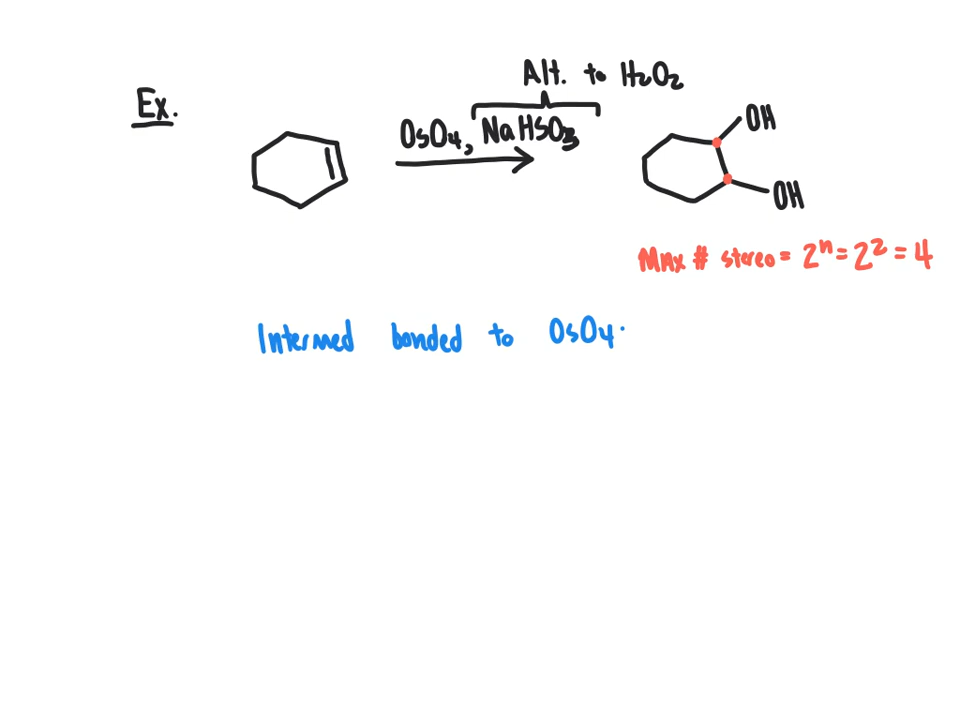 Alt. to H2O2
Ex.
OsO4, NaHSO3
OH
OH
Max # stereo = 2ⁿ = 2² = 4
Intermed bonded to OsO4.